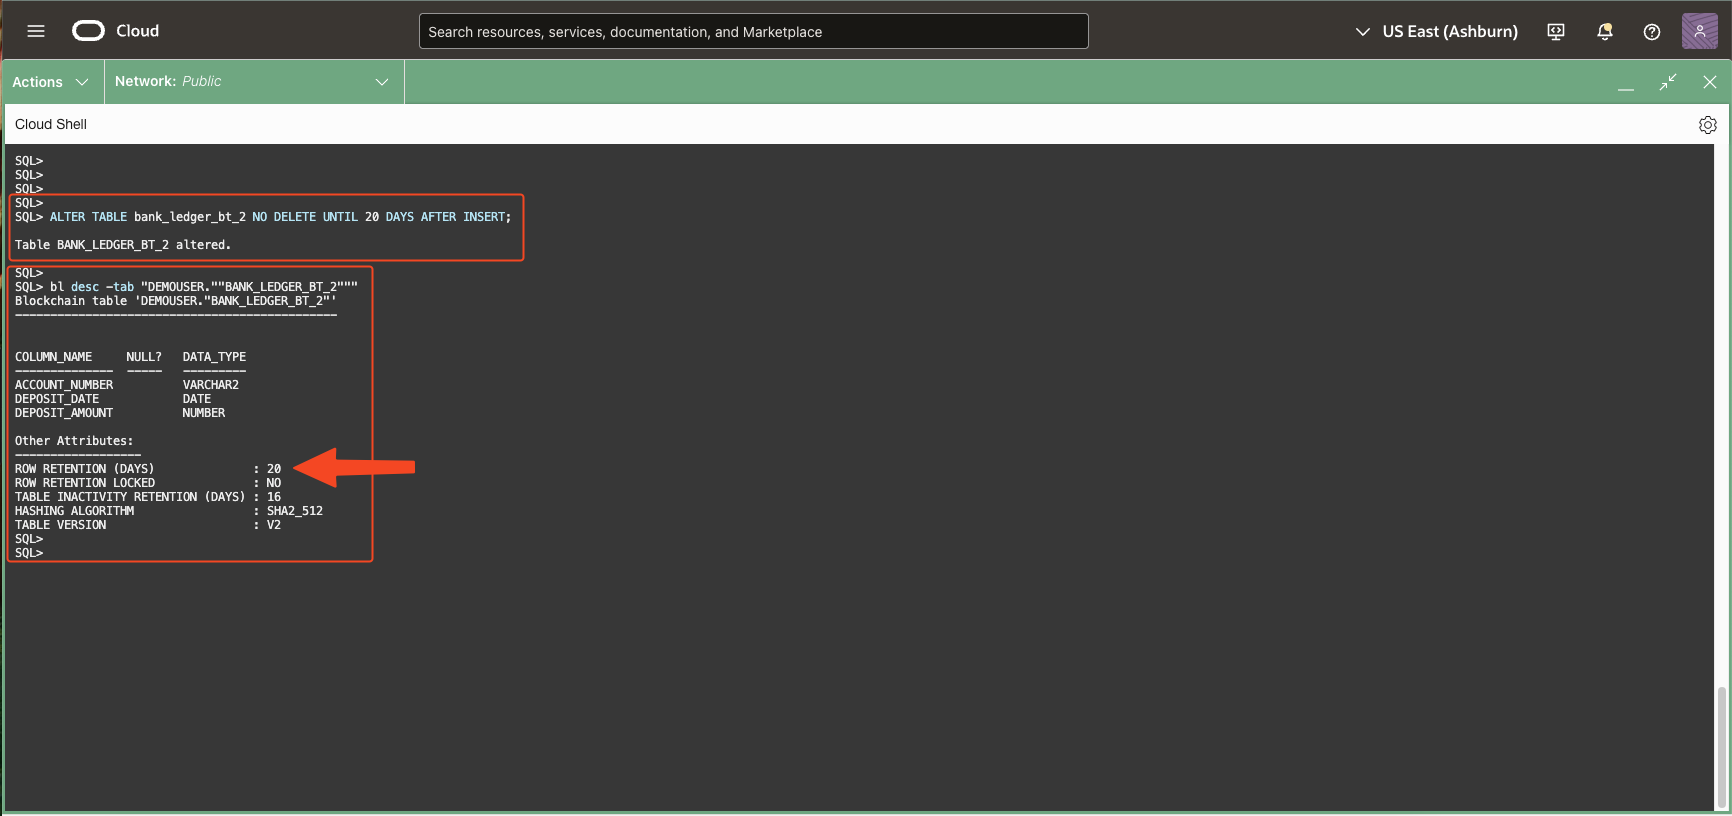 Cloud
Search resources, services, documentation, and Marketplace
US East (Ashburn)
Actions
Network: Public
Cloud Shell
SQL>
SQL>
SQL>
SQL>
SQL> ALTER TABLE bank_ledger_bt_2 NO DELETE UNTIL 20 DAYS AFTER INSERT;
Table BANK_LEDGER_BT_2 altered.
SQL>
SQL> bl desc -tab "DEMOUSER.""BANK_LEDGER_BT_2"""
Blockchain table 'DEMOUSER."BANK_LEDGER_BT_2"'
----------------------------------------------
COLUMN_NAME NULL? DATA_TYPE
-------------- ----- ---------
ACCOUNT_NUMBER VARCHAR2
DEPOSIT_DATE DATE
DEPOSIT_AMOUNT NUMBER
Other Attributes:
------------------
ROW RETENTION (DAYS) : 20
ROW RETENTION LOCKED : NO
TABLE INACTIVITY RETENTION (DAYS) : 16
HASHING ALGORITHM : SHA2_512
TABLE VERSION : V2
SQL>
SQL>